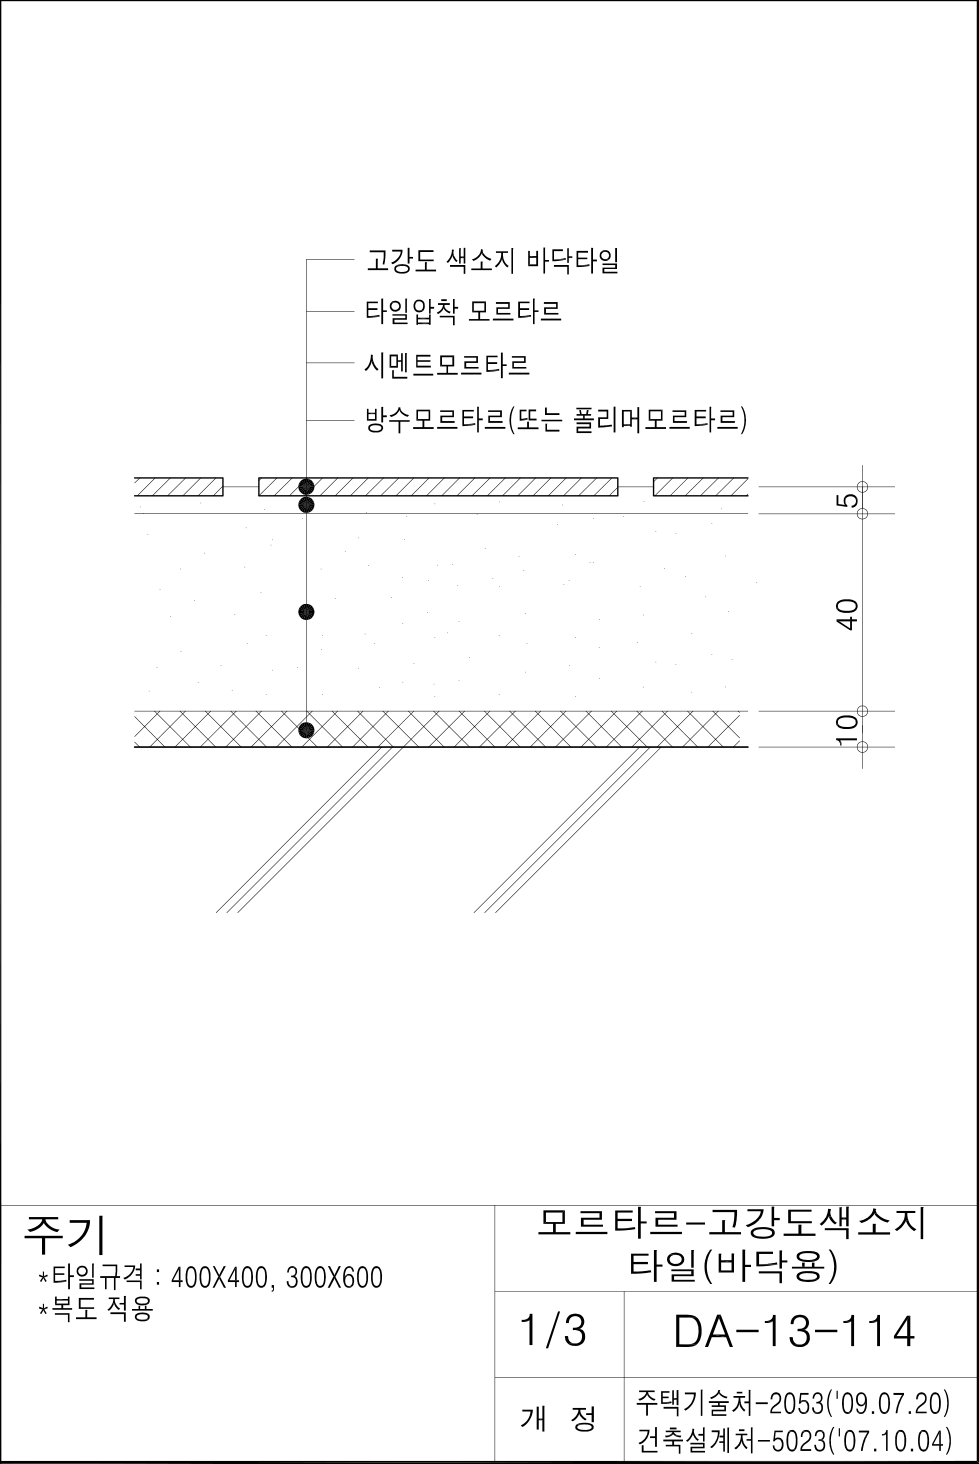 고강도 색소지 바닥타일
타일압착 모르타르
시멘트모르타르
방수모르타르(또는 폴리머모르타르)
5
40
10
주기
*타일규격 : 400X400, 300X600
*복도 적용
모르타르-고강도색소지
타일(바닥용)
1/3
DA-13-114
개 정
주택기술처-2053('09.07.20)
건축설계처-5023('07.10.04)